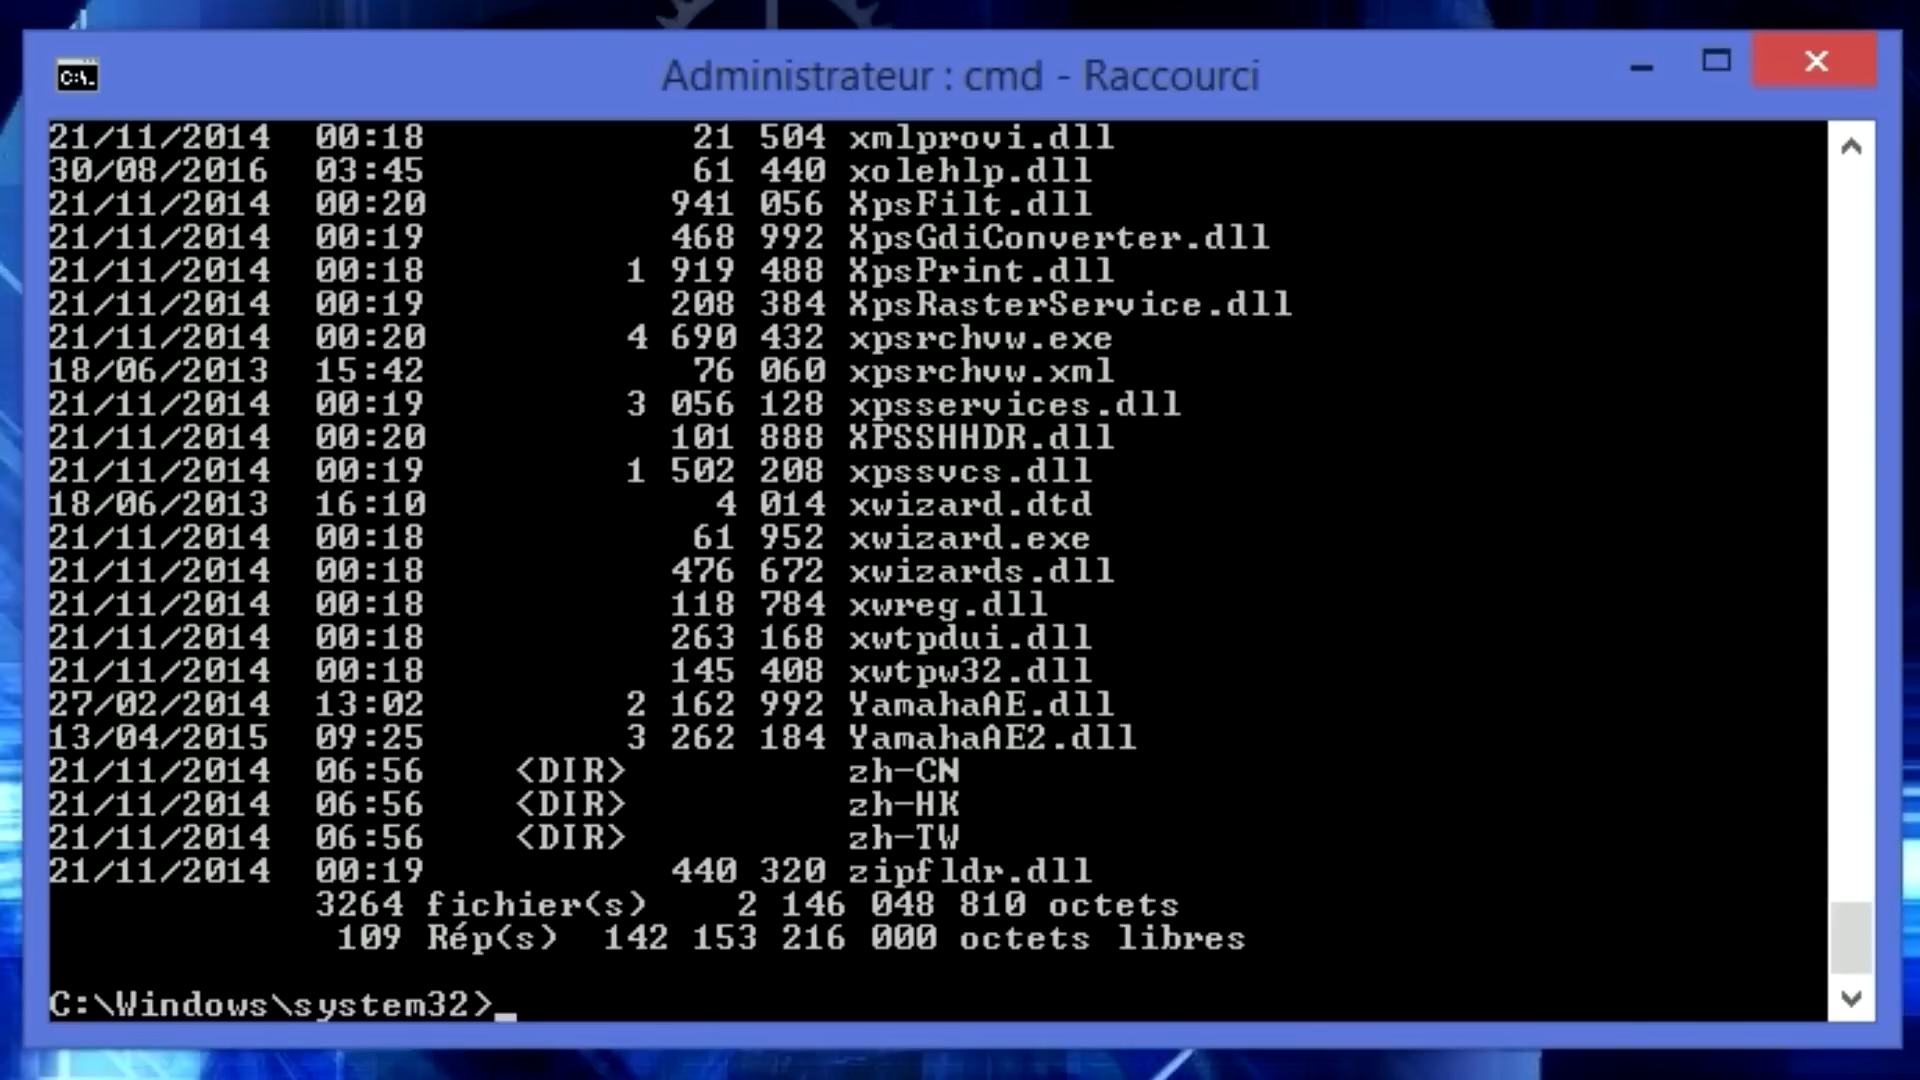 C:\.
Administrateur : cmd - Raccourci
21/11/2014  00:18            21 504 xmlprovi.dll
30/08/2016  03:45            61 440 xolehlp.dll
21/11/2014  00:20           941 056 XpsFilt.dll
21/11/2014  00:19           468 992 XpsGdiConverter.dll
21/11/2014  00:18         1 919 488 XpsPrint.dll
21/11/2014  00:19           208 384 XpsRasterService.dll
21/11/2014  00:20         4 690 432 xpsrchvw.exe
18/06/2013  15:42            76 060 xpsrchvw.xml
21/11/2014  00:19         3 056 128 xpsservices.dll
21/11/2014  00:20           101 888 XPSSHHDR.dll
21/11/2014  00:19         1 502 208 xpssvcs.dll
18/06/2013  16:10             4 014 xwizard.dtd
21/11/2014  00:18            61 952 xwizard.exe
21/11/2014  00:18           476 672 xwizards.dll
21/11/2014  00:18           118 784 xwreg.dll
21/11/2014  00:18           263 168 xwtpdui.dll
21/11/2014  00:18           145 408 xwtpw32.dll
27/02/2014  13:02         2 162 992 YamahaAE.dll
13/04/2015  09:25         3 262 184 YamahaAE2.dll
21/11/2014  06:56    <DIR>          zh-CN
21/11/2014  06:56    <DIR>          zh-HK
21/11/2014  06:56    <DIR>          zh-TW
21/11/2014  00:19           440 320 zipfldr.dll
            3264 fichier(s)    2 146 048 810 octets
             109 Rép(s)  142 153 216 000 octets libres
C:\Windows\system32>_